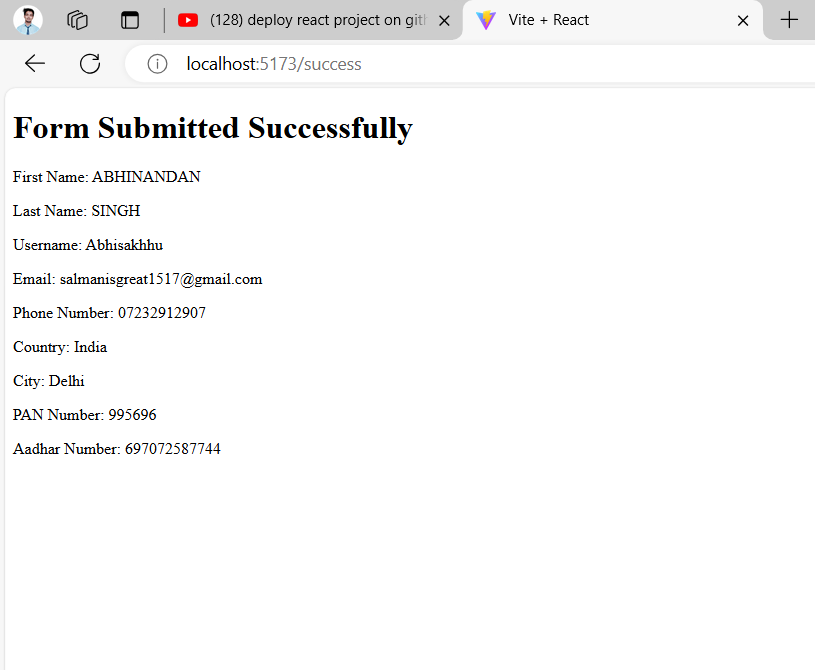 (128) deploy react project on gith
Vite + React
localhost:5173/success
Form Submitted Successfully
First Name: ABHINANDAN
Last Name: SINGH
Username: Abhisakhhu
Email: salmanisgreat1517@gmail.com
Phone Number: 07232912907
Country: India
City: Delhi
PAN Number: 995696
Aadhar Number: 697072587744